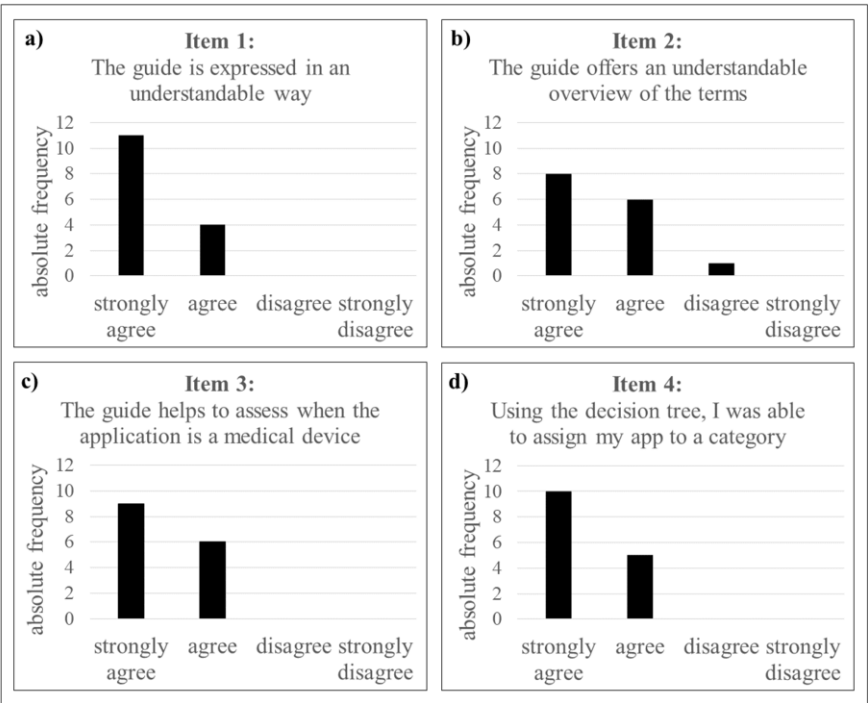 a) Item 1:
The guide is expressed in an
understandable way
absolute frequency
12
10
8
6
4
2
0
strongly agree disagree strongly
agree disagree
b) Item 2:
The guide offers an understandable
overview of the terms
absolute frequency
12
10
8
6
4
2
0
strongly agree disagree strongly
agree disagree
c) Item 3:
The guide helps to assess when the
application is a medical device
absolute frequency
12
10
8
6
4
2
0
strongly agree disagree strongly
agree disagree
d) Item 4:
Using the decision tree, I was able
to assign my app to a category
absolute frequency
12
10
8
6
4
2
0
strongly agree disagree strongly
agree disagree